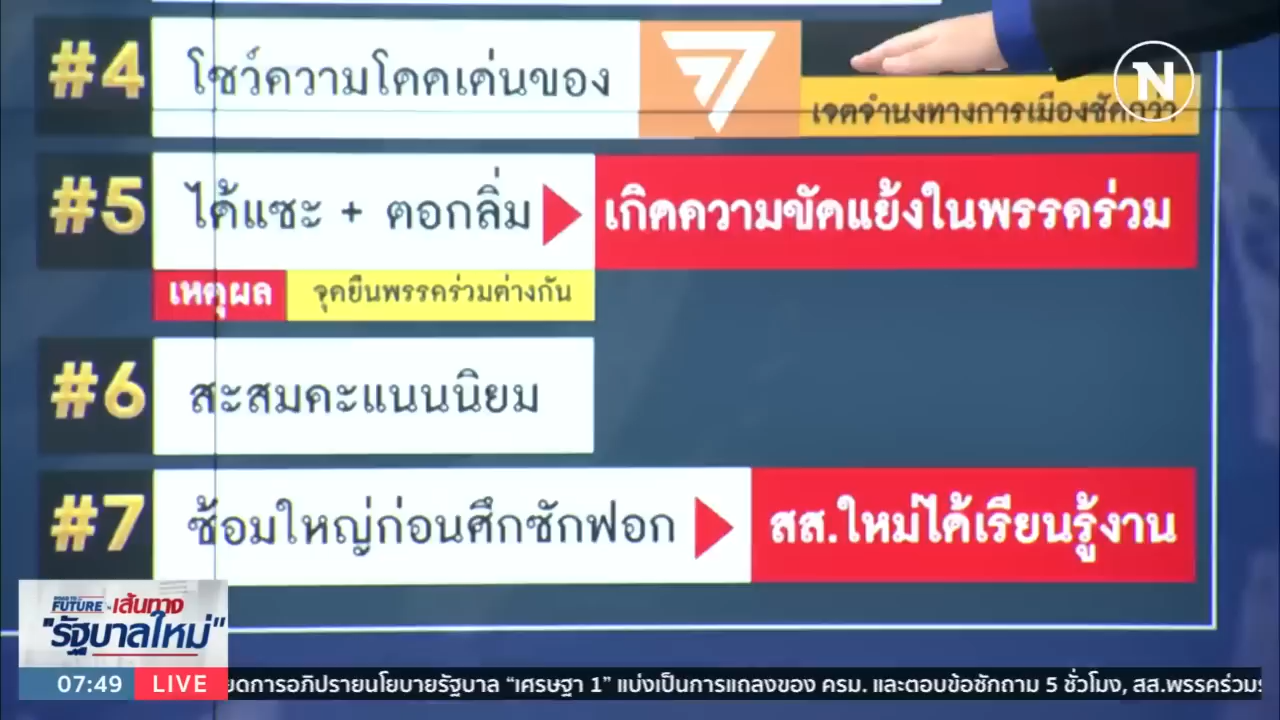 #4 โชว์ความโดดเด่นของ
เจตจำนงทางการเมืองชัดกว่า
N
#5 ได้แซะ + ตอกลิ่ม เกิดความขัดแย้งในพรรคร่วม
เหตุผล จุดยืนพรรคร่วมต่างกัน
#6 สะสมคะแนนนิยม
#7 ซ้อมใหญ่ก่อนศึกซักฟอก สส.ใหม่ได้เรียนรู้งาน
ROAD TO FUTURE เส้นทาง
"รัฐบาลใหม่"
07:49 LIVE ยดการอภิปรายนโยบายรัฐบาล “เศรษฐา 1” แบ่งเป็นการแถลงของ ครม. และตอบข้อซักถาม 5 ชั่วโมง, สส.พรรคร่วมร